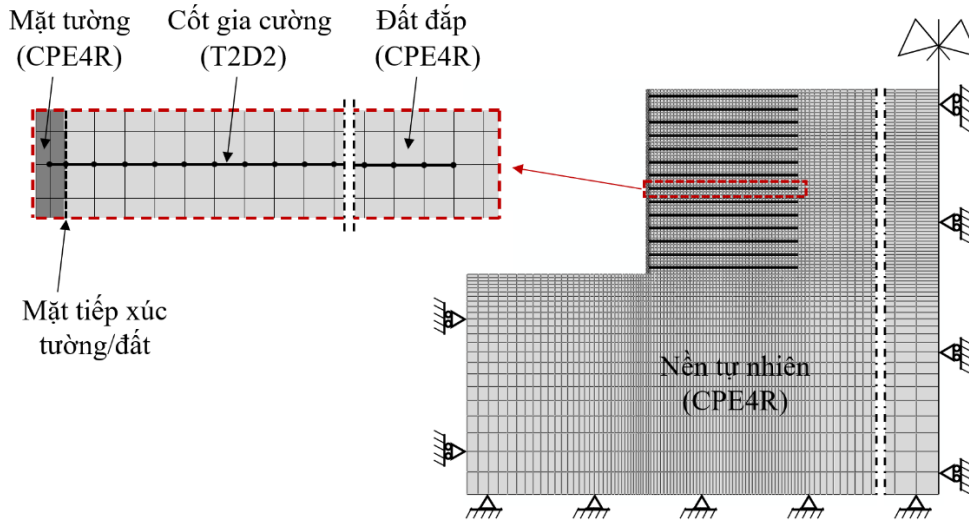 Mặt tường
(CPE4R)
Cốt gia cường
(T2D2)
Đất đắp
(CPE4R)
Mặt tiếp xúc
tường/đất
Nền tự nhiên
(CPE4R)